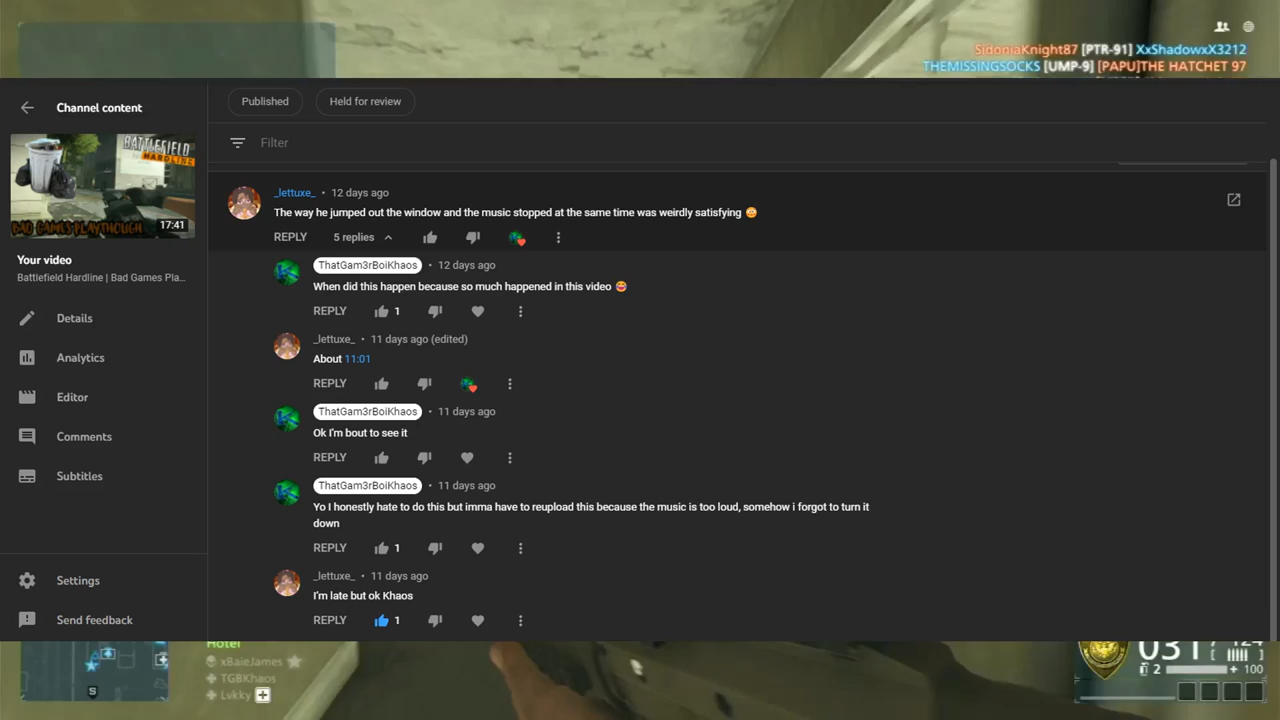 SidoniaKnight87 [PTR-91] XxShadowxX3212
THEMISSINGSOCKS [UMP-9] [PAPU]THE HATCHET 97
Channel content
Published
Held for review
Filter
BATTLEFIELD
HARDLINE
BAD GAMES PLAYTHOUGH
17:41
Your video
Battlefield Hardline | Bad Games Pla...
Details
Analytics
Editor
Comments
Subtitles
Settings
Send feedback
_lettuxe_ • 12 days ago
The way he jumped out the window and the music stopped at the same time was weirdly satisfying 😳
REPLY 5 replies
ThatGam3rBoiKhaos • 12 days ago
When did this happen because so much happened in this video 😂
REPLY 1
_lettuxe_ • 11 days ago (edited)
About 11:01
REPLY
ThatGam3rBoiKhaos • 11 days ago
Ok I'm bout to see it
REPLY
ThatGam3rBoiKhaos • 11 days ago
Yo I honestly hate to do this but imma have to reupload this because the music is too loud, somehow i forgot to turn it
down
REPLY 1
_lettuxe_ • 11 days ago
I'm late but ok Khaos
REPLY 1
Hotel
xBaieJames
TGBKhaos
Lvkky
S
031
124
2
+ 100